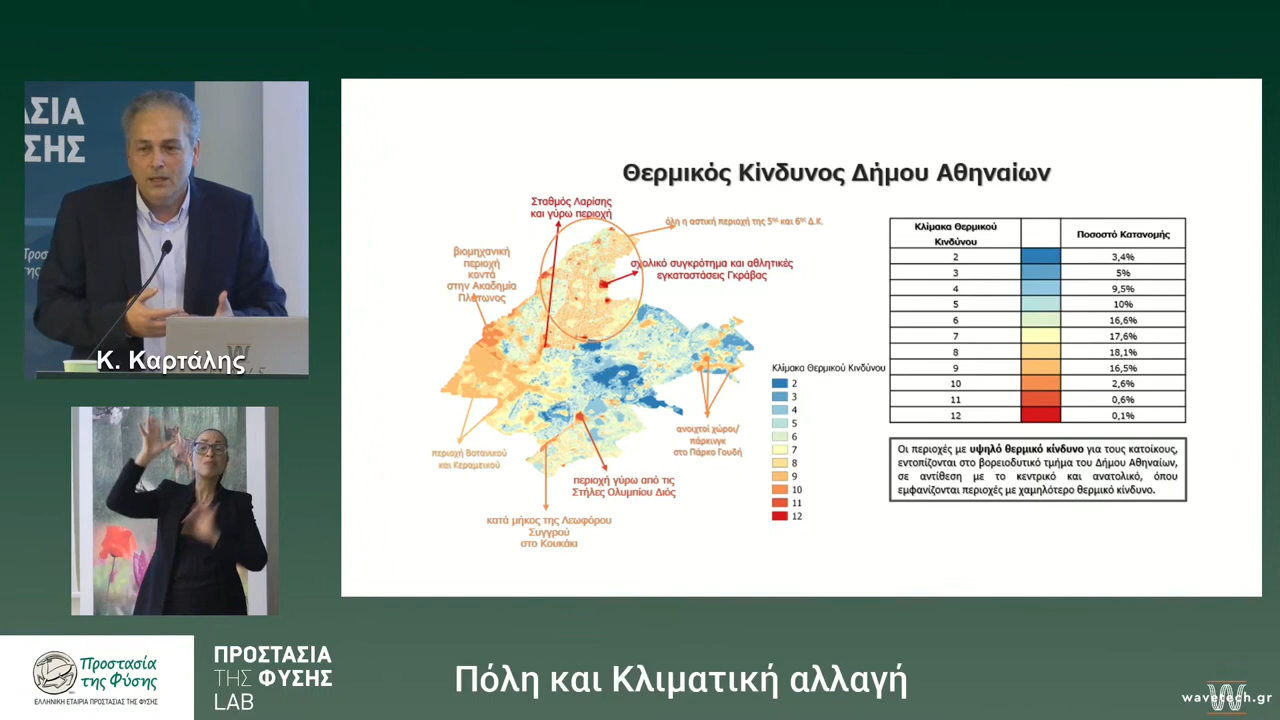 ΑΣΙΑ
ΣΗΣ
Κ. Καρτάλης
Θερμικός Κίνδυνος Δήμου Αθηναίων
Σταθμός Λαρίσης
και γύρω περιοχή
όλη η αστική περιοχή της 5ης και 6ης Δ.Κ.
βιομηχανική
περιοχή
κοντά
στην Ακαδημία
Πλάτωνος
σχολικό συγκρότημα και αθλητικές
εγκαταστάσεις Γκράβας
περιοχή Βοτανικού
και Κεραμεικού
ανοιχτοί χώροι/
πάρκινγκ
στο Πάρκο Γουδή
περιοχή γύρω από τις
Στήλες Ολυμπίου Διός
κατά μήκος της Λεωφόρου
Συγγρού
στο Κουκάκι
Κλίμακα Θερμικού Κινδύνου
2
3
4
5
6
7
8
9
10
11
12
Κλίμακα Θερμικού Κινδύνου Ποσοστό Κατανομής
2 3,4%
3 5%
4 9,5%
5 10%
6 16,6%
7 17,6%
8 18,1%
9 16,5%
10 2,6%
11 0,6%
12 0,1%
Οι περιοχές με υψηλό θερμικό κίνδυνο για τους κατοίκους,
εντοπίζονται στο βορειοδυτικό τμήμα του Δήμου Αθηναίων,
σε αντίθεση με το κεντρικό και ανατολικό, όπου
εμφανίζονται περιοχές με χαμηλότερο θερμικό κίνδυνο.
Προστασία
της Φύσης
ΕΛΛΗΝΙΚΗ ΕΤΑΙΡΙΑ ΠΡΟΣΤΑΣΙΑΣ ΤΗΣ ΦΥΣΗΣ
ΠΡΟΣΤΑΣΙΑ
ΤΗΣ ΦΥΣΗΣ
LAB
Πόλη και Κλιματική αλλαγή
wavetech.gr